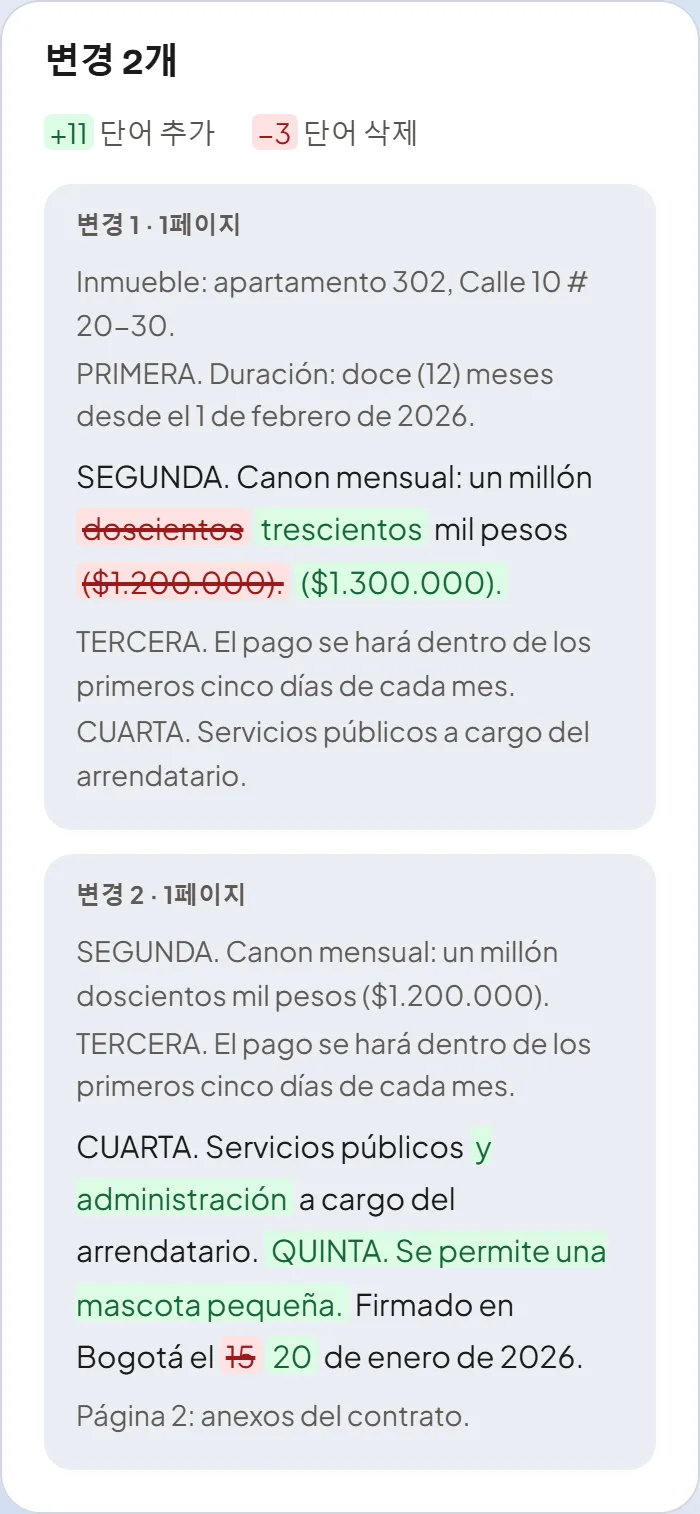 변경 2개
+11 단어 추가 −3 단어 삭제
변경 1 · 1페이지
Inmueble: apartamento 302, Calle 10 #
20–30.
PRIMERA. Duración: doce (12) meses
desde el 1 de febrero de 2026.
SEGUNDA. Canon mensual: un millón
doscientos trescientos mil pesos
($1.200.000). ($1.300.000).
TERCERA. El pago se hará dentro de los
primeros cinco días de cada mes.
CUARTA. Servicios públicos a cargo del
arrendatario.
변경 2 · 1페이지
SEGUNDA. Canon mensual: un millón
doscientos mil pesos ($1.200.000).
TERCERA. El pago se hará dentro de los
primeros cinco días de cada mes.
CUARTA. Servicios públicos y
administración a cargo del
arrendatario. QUINTA. Se permite una
mascota pequeña. Firmado en
Bogotá el 15 20 de enero de 2026.
Página 2: anexos del contrato.